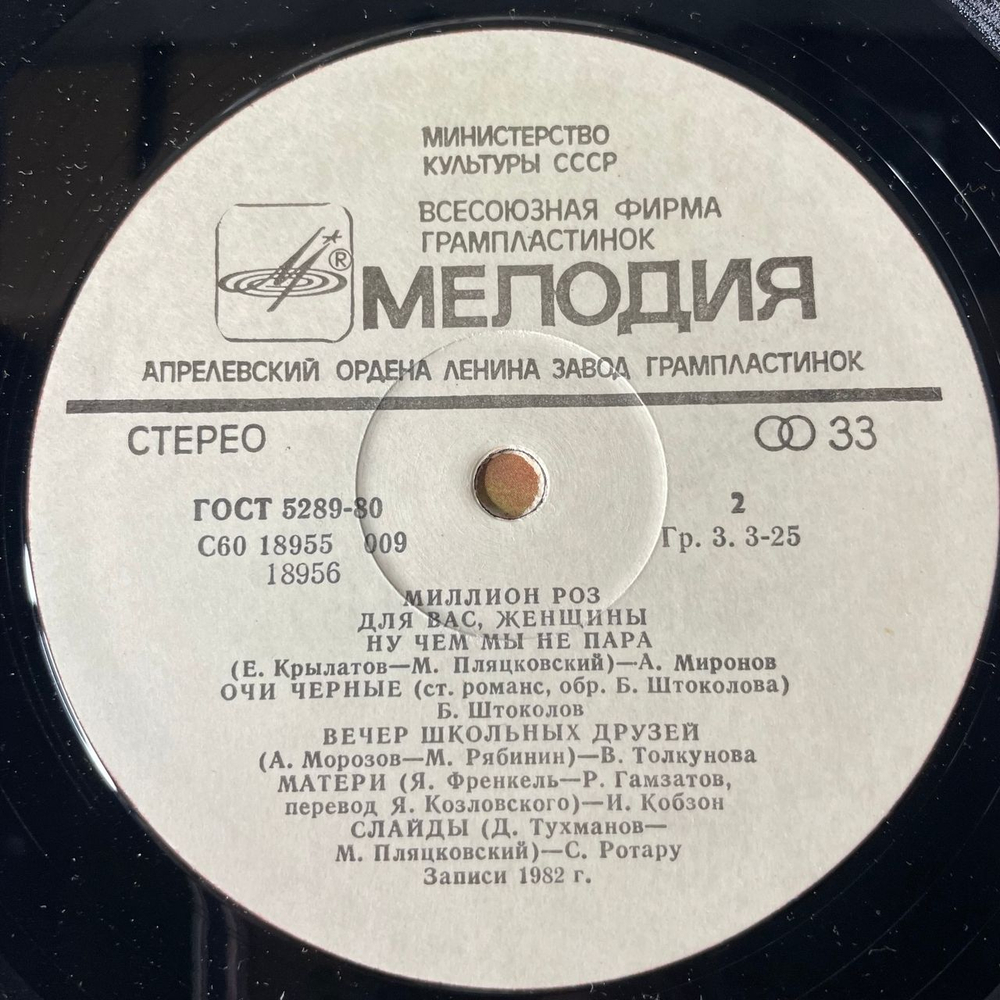 МИНИСТЕРСТВО
КУЛЬТУРЫ СССР
ВСЕСОЮЗНАЯ ФИРМА
ГРАМПЛАСТИНОК
®
МЕЛОДИЯ
АПРЕЛЕВСКИЙ ОРДЕНА ЛЕНИНА ЗАВОД ГРАМПЛАСТИНОК
СТЕРЕО
33
ГОСТ 5289-80
2
С60 18955 009
Гр. 3. 3-25
18956
МИЛЛИОН РОЗ
ДЛЯ ВАС, ЖЕНЩИНЫ
НУ ЧЕМ МЫ НЕ ПАРА
(Е. Крылатов—М. Пляцковский)—А. Миронов
ОЧИ ЧЕРНЫЕ (ст. романс, обр. Б. Штоколова)
Б. Штоколов
ВЕЧЕР ШКОЛЬНЫХ ДРУЗЕЙ
(А. Морозов—М. Рябинин)—В. Толкунова
МАТЕРИ (Я. Френкель—Р. Гамзатов,
перевод Я. Козловского)—И. Кобзон
СЛАЙДЫ (Д. Тухманов—
М. Пляцковский)—С. Ротару
Записи 1982 г.